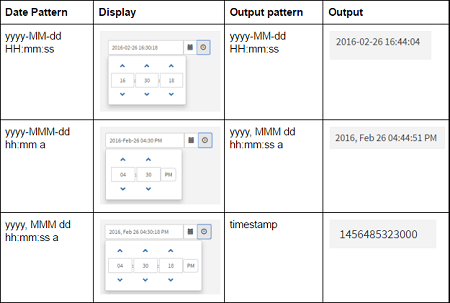 Date Pattern Display Output pattern Output
yyyy-MM-dd
HH:mm:ss
2016-02-26 16:30:18
16 : 30 : 18
yyyy-MM-dd
HH:mm:ss
2016-02-26 16:44:04
yyyy-MMM-dd
hh:mm a
2016-Feb-26 04:30 PM
04 : 30 PM
yyyy, MMM dd
hh:mm:ss a
2016, Feb 26 04:44:51 PM
yyyy, MMM dd
hh:mm:ss a
2016, Feb 26 04:30:18 PM
04 : 30 : 18 PM
timestamp
1456485323000